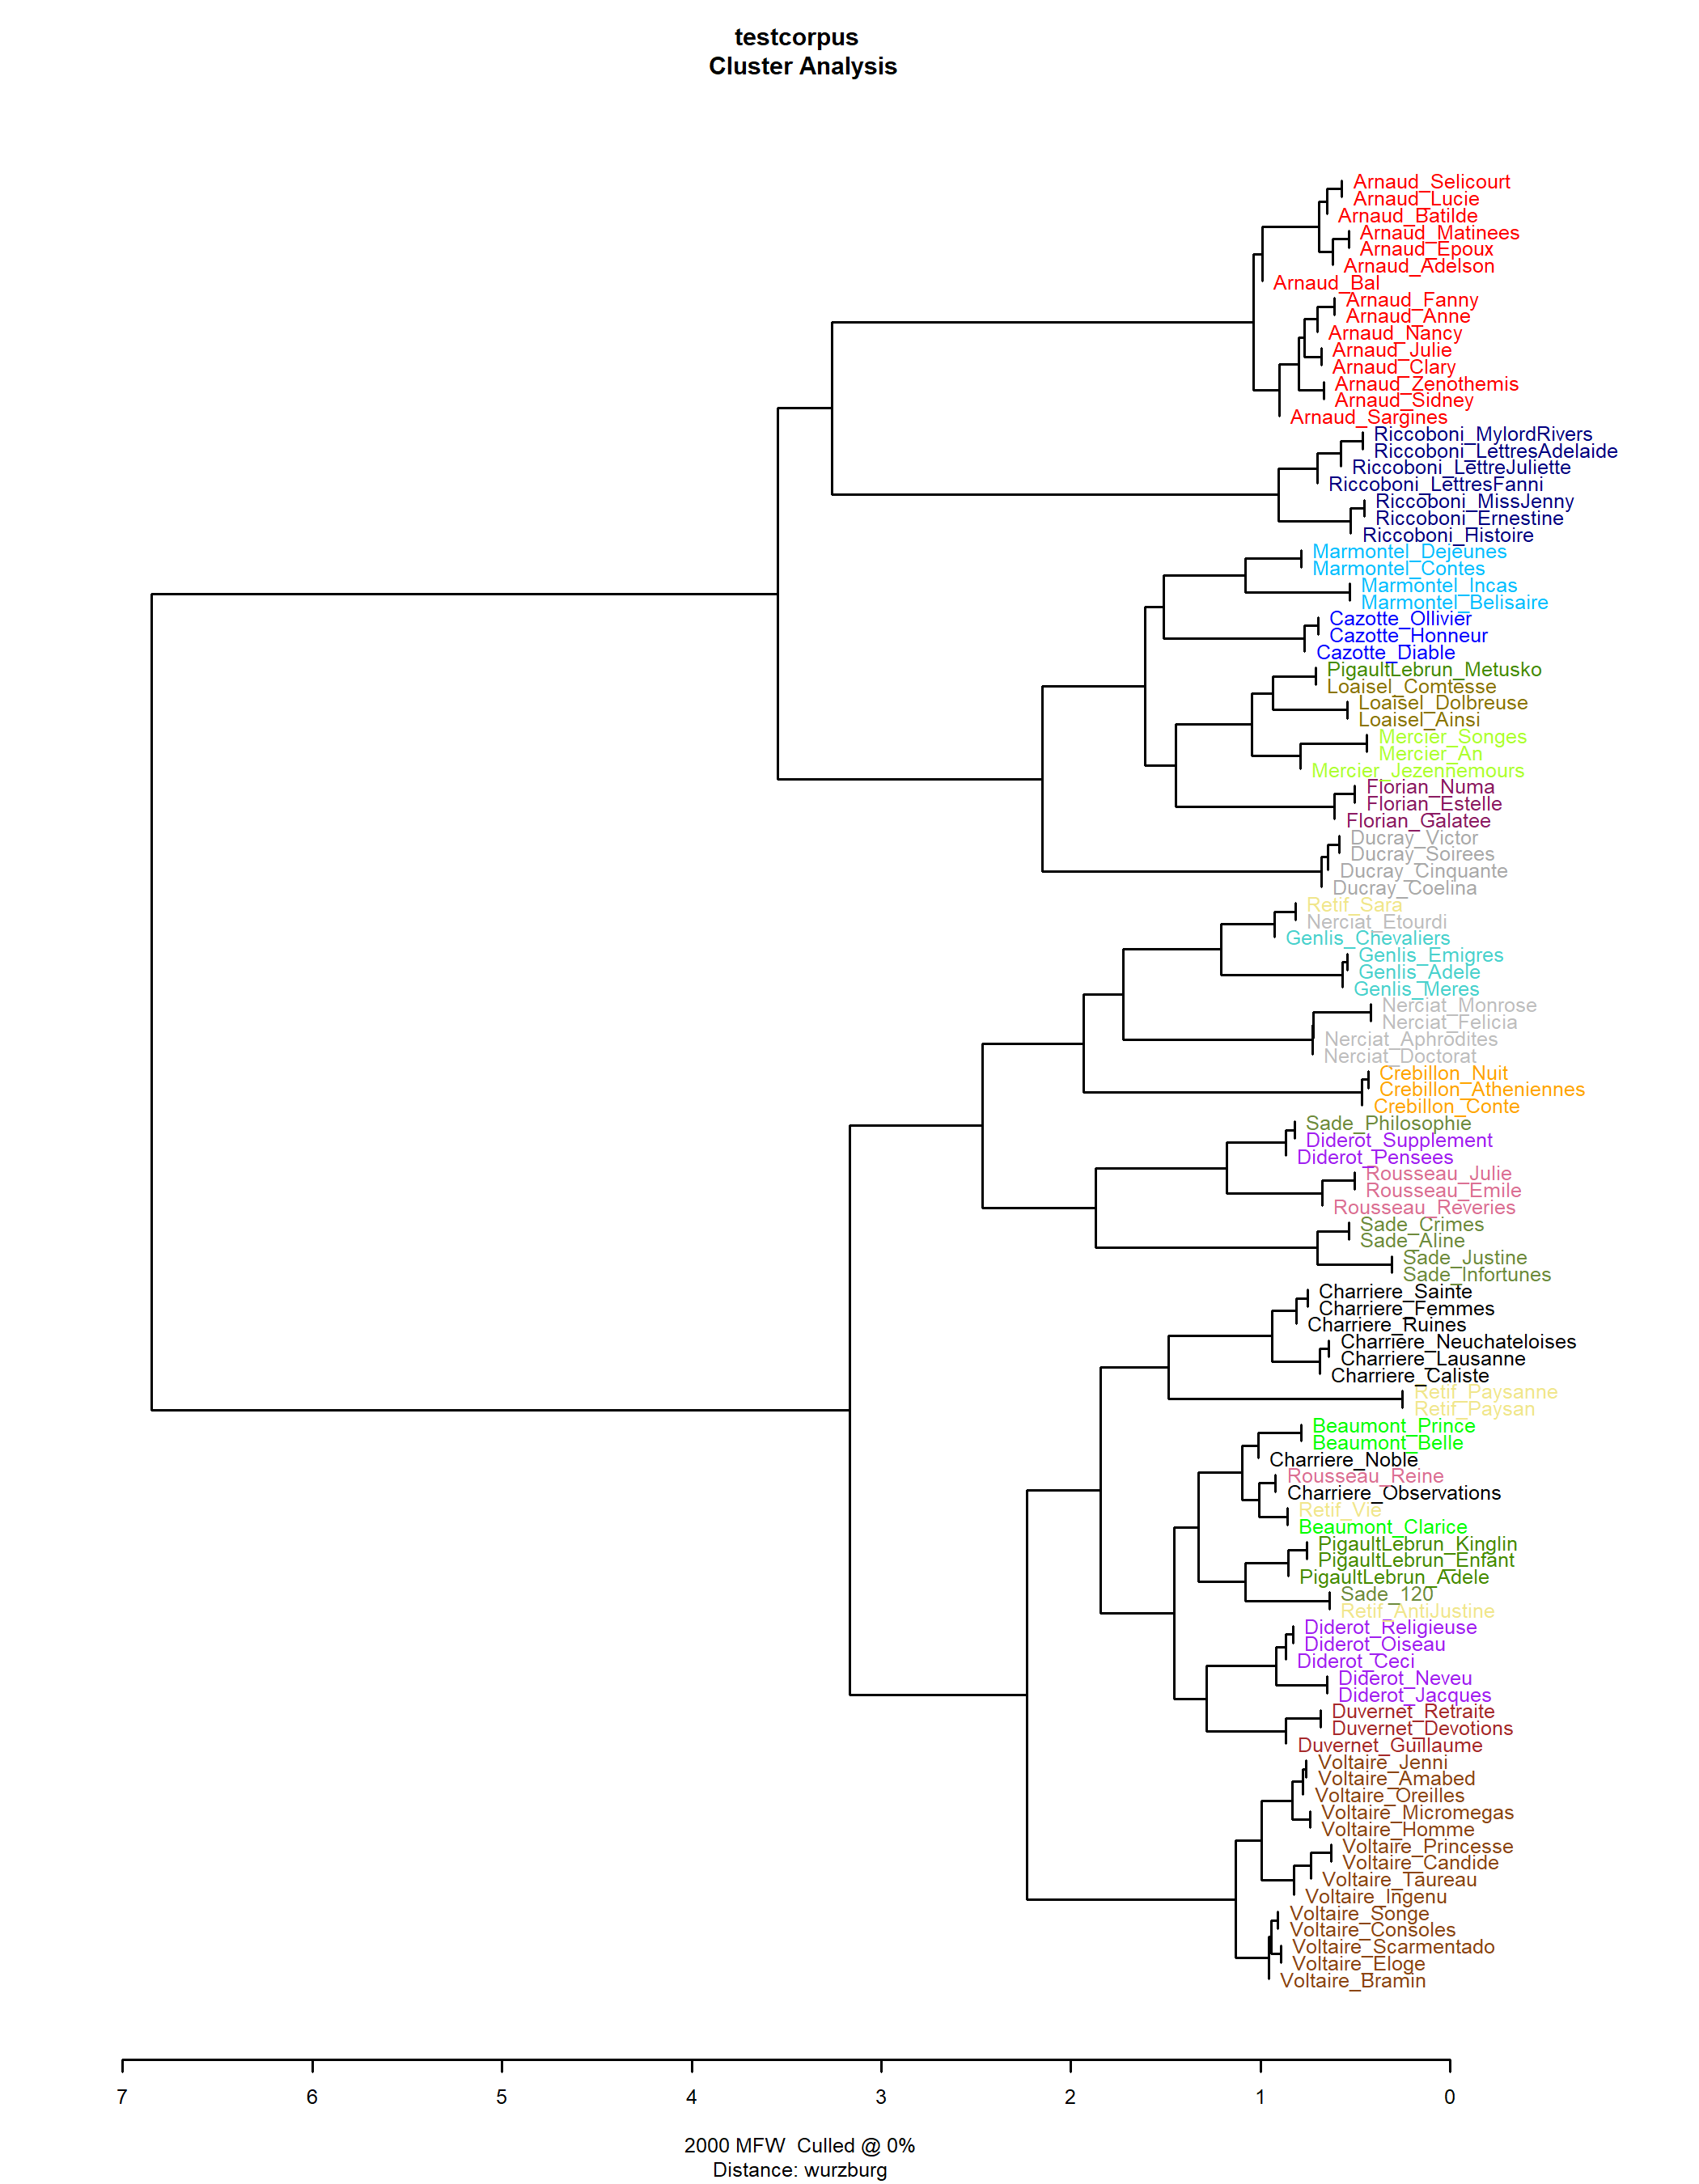 testcorpus
Cluster Analysis
Arnaud_Selicourt
Arnaud_Lucie
Arnaud_Batilde
Arnaud_Matinees
Arnaud_Epoux
Arnaud_Adelson
Arnaud_Bal
Arnaud_Fanny
Arnaud_Anne
Arnaud_Nancy
Arnaud_Julie
Arnaud_Clary
Arnaud_Zenothemis
Arnaud_Sidney
Arnaud_Sargines
Riccoboni_MylordRivers
Riccoboni_LettresAdelaide
Riccoboni_LettreJuliette
Riccoboni_LettresFanni
Riccoboni_MissJenny
Riccoboni_Ernestine
Riccoboni_Histoire
Marmontel_Dejeunes
Marmontel_Contes
Marmontel_Incas
Marmontel_Belisaire
Cazotte_Ollivier
Cazotte_Honneur
Cazotte_Diable
PigaultLebrun_Metusko
Loaisel_Comtesse
Loaisel_Dolbreuse
Loaisel_Ainsi
Mercier_Songes
Mercier_An
Mercier_Jezennemours
Florian_Numa
Florian_Estelle
Florian_Galatee
Ducray_Victor
Ducray_Soirees
Ducray_Cinquante
Ducray_Coelina
Retif_Sara
Nerciat_Etourdi
Genlis_Chevaliers
Genlis_Emigres
Genlis_Adele
Genlis_Meres
Nerciat_Monrose
Nerciat_Felicia
Nerciat_Aphrodites
Nerciat_Doctorat
Crebillon_Nuit
Crebillon_Atheniennes
Crebillon_Conte
Sade_Philosophie
Diderot_Supplement
Diderot_Pensees
Rousseau_Julie
Rousseau_Emile
Rousseau_Reveries
Sade_Crimes
Sade_Aline
Sade_Justine
Sade_Infortunes
Charriere_Sainte
Charriere_Femmes
Charriere_Ruines
Charriere_Neuchateloises
Charriere_Lausanne
Charriere_Caliste
Retif_Paysanne
Retif_Paysan
Beaumont_Prince
Beaumont_Belle
Charriere_Noble
Rousseau_Reine
Charriere_Observations
Retif_Vie
Beaumont_Clarice
PigaultLebrun_Kinglin
PigaultLebrun_Enfant
PigaultLebrun_Adele
Sade_120
Retif_AntiJustine
Diderot_Religieuse
Diderot_Oiseau
Diderot_Ceci
Diderot_Neveu
Diderot_Jacques
Duvernet_Retraite
Duvernet_Devotions
Duvernet_Guillaume
Voltaire_Jenni
Voltaire_Amabed
Voltaire_Oreilles
Voltaire_Micromegas
Voltaire_Homme
Voltaire_Princesse
Voltaire_Candide
Voltaire_Taureau
Voltaire_Ingenu
Voltaire_Songe
Voltaire_Consoles
Voltaire_Scarmentado
Voltaire_Eloge
Voltaire_Bramin
7 6 5 4 3 2 1 0
2000 MFW Culled @ 0%
Distance: wurzburg